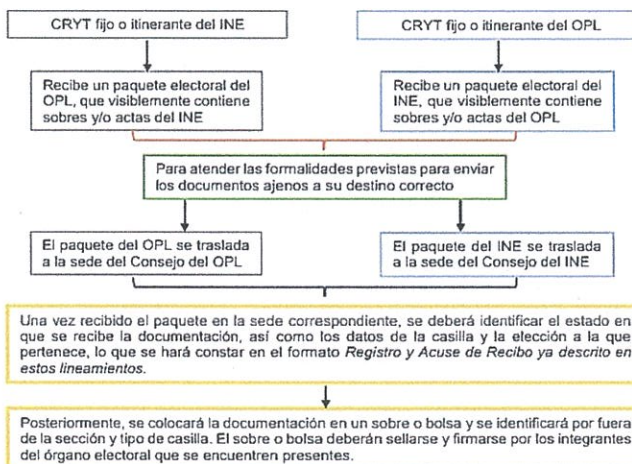 CRYT fijo o itinerante del INE
CRYT fijo o itinerante del OPL
Recibe un paquete electoral del
OPL, que visiblemente contiene
sobres y/o actas del INE
Recibe un paquete electoral del
INE, que visiblemente contiene
sobres y/o actas del OPL
Para atender las formalidades previstas para enviar
los documentos ajenos a su destino correcto
El paquete del OPL se traslada
a la sede del Consejo del OPL
El paquete del INE se traslada
a la sede del Consejo del INE
Una vez recibido el paquete en la sede correspondiente, se deberá identificar el estado en
que se recibe la documentación, así como los datos de la casilla y la elección a la que
pertenece, lo que se hará constar en el formato Registro y Acuse de Recibo ya descrito en
estos lineamientos.
Posteriormente, se colocará la documentación en un sobre o bolsa y se identificará por fuera
de la sección y tipo de casilla. El sobre o bolsa deberán sellarse y firmarse por los integrantes
del órgano electoral que se encuentren presentes.